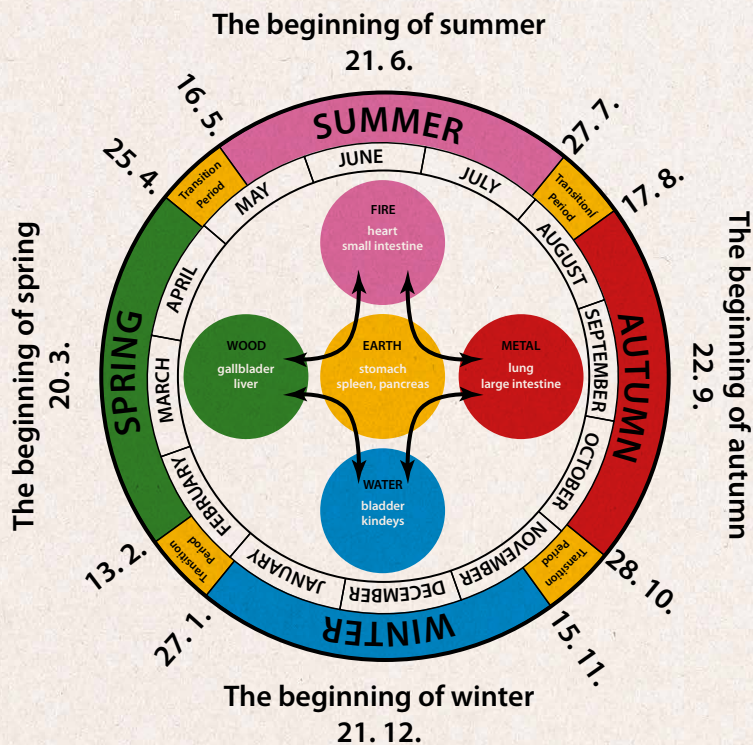 The beginning of summer
21. 6.
16. 5.
27. 7.
25. 4.
17. 8.
SUMMER
Transition
Period
Transition/
Period
MAY
JUNE
JULY
AUGUST
SEPTEMBER
OCTOBER
NOVEMBER
DECEMBER
JANUARY
FEBRUARY
MARCH
APRIL
The beginning of spring
20. 3.
SPRING
FIRE
heart
small intestine
WOOD
gallblader
liver
EARTH
stomach
spleen, pancreas
METAL
lung
large intestine
WATER
bladder
kindeys
AUTUMN
The beginning of autumn
22. 9.
Transition
Period
Transition
Period
13. 2.
28. 10.
27. 1.
15. 11.
WINTER
The beginning of winter
21. 12.